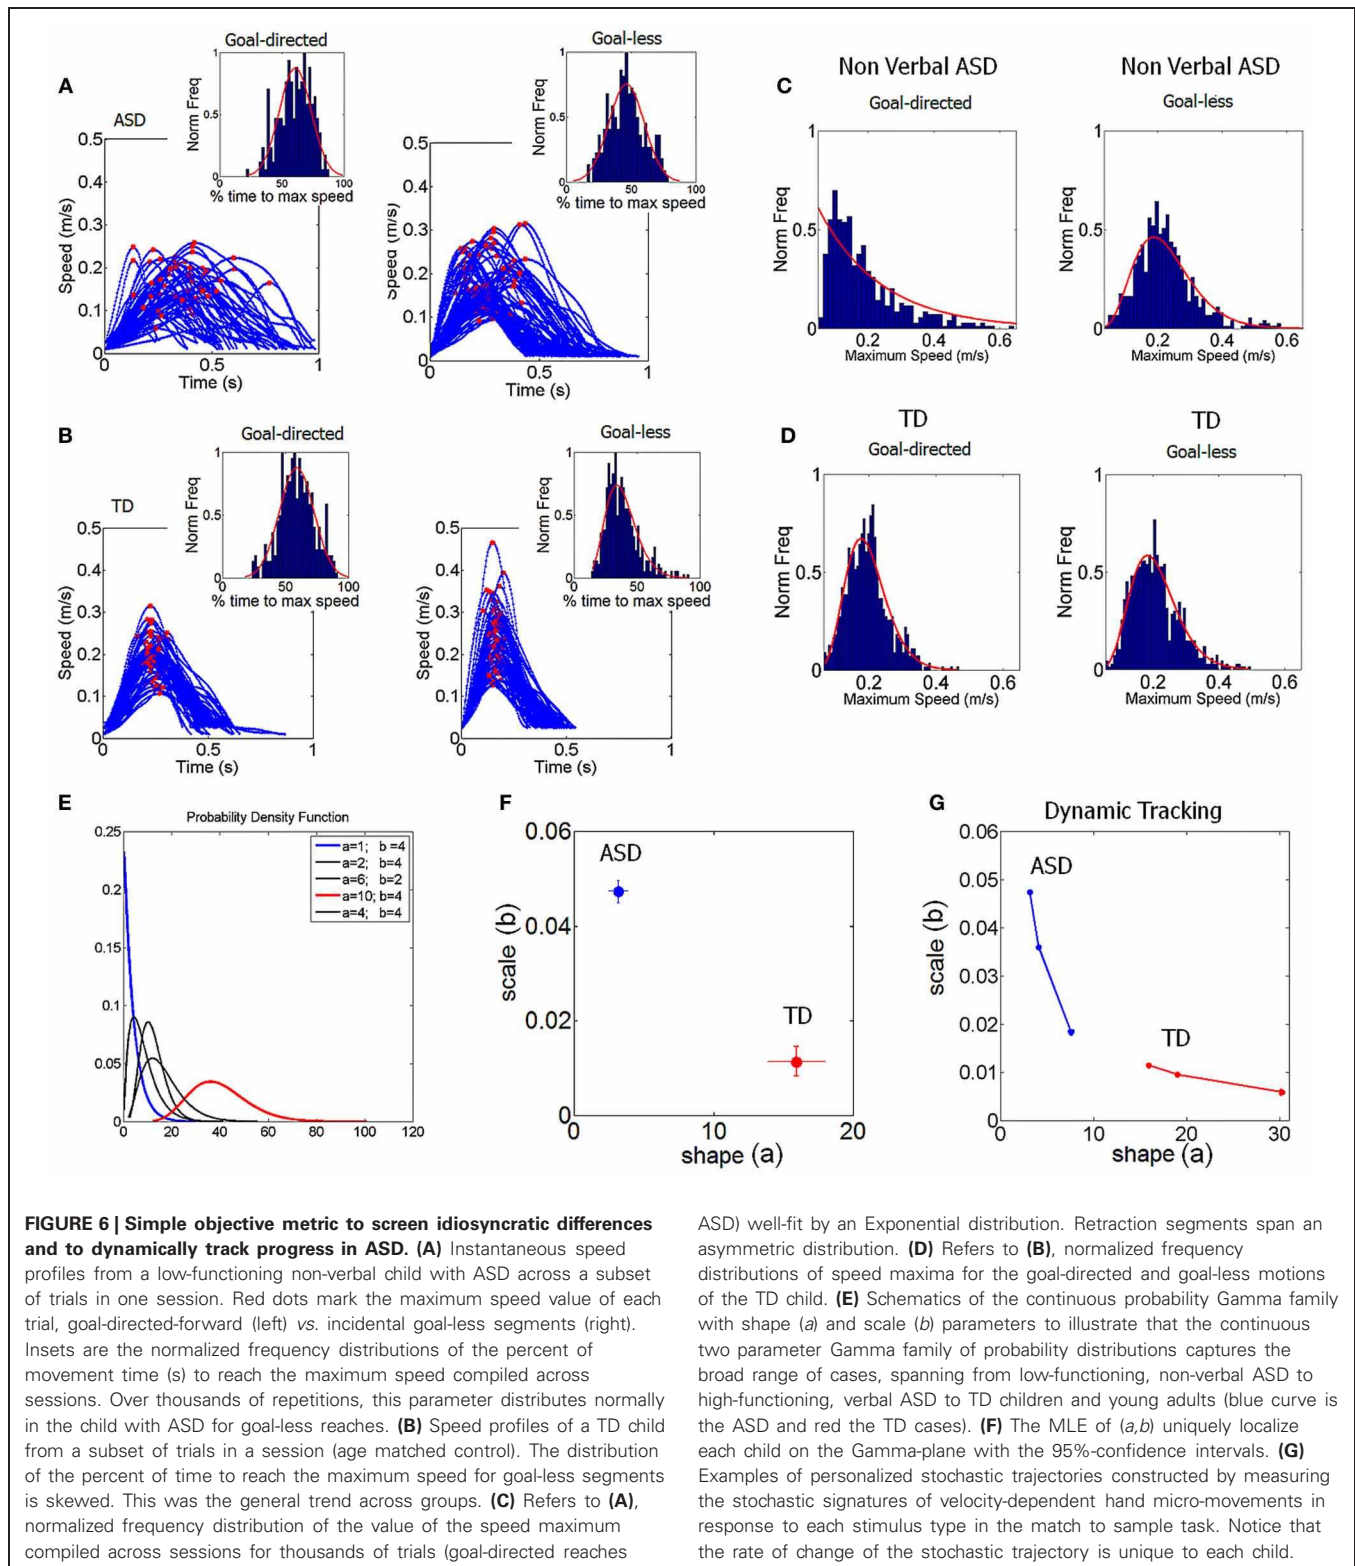 A
ASD
Goal-directed
Norm Freq
1
0.5
0
50
100
% time to max speed
Speed (m/s)
0.5
0.4
0.3
0.2
0.1
0
0
0.5
1
Time (s)
Goal-less
Norm Freq
1
0.5
0
0
50
100
% time to max speed
Speed (m/s)
0.5
0.4
0.3
0.2
0.1
0
0
0.5
1
Time (s)
B
TD
Goal-directed
Norm Freq
1
0.5
0
50
100
% time to max speed
Speed (m/s)
0.5
0.4
0.3
0.2
0.1
0
0
0.5
1
Time (s)
Goal-less
Norm Freq
1
0.5
0
0
50
100
% time to max speed
Speed (m/s)
0.5
0.4
0.3
0.2
0.1
0
0
0.5
1
Time (s)
C
Non Verbal ASD
Goal-directed
Norm Freq
1
0.5
0
0.2
0.4
0.6
Maximum Speed (m/s)
Non Verbal ASD
Goal-less
Norm Freq
1
0.5
0
0.2
0.4
0.6
Maximum Speed (m/s)
D
TD
Goal-directed
Norm Freq
1
0.5
0
0.2
0.4
0.6
Maximum Speed (m/s)
TD
Goal-less
Norm Freq
1
0.5
0
0.2
0.4
0.6
Maximum Speed (m/s)
E
Probability Density Function
0.25
0.2
0.15
0.1
0.05
0
0
20
40
60
80
100
120
a=1; b =4
a=2; b=4
a=6; b=2
a=10; b=4
a=4; b=4
F
scale (b)
0.06
0.04
0.02
0
0
10
20
shape (a)
ASD
TD
G
Dynamic Tracking
scale (b)
0.06
0.05
0.04
0.03
0.02
0.01
0
0
10
20
30
shape (a)
ASD
TD
FIGURE 6 | Simple objective metric to screen idiosyncratic differences
and to dynamically track progress in ASD. (A) Instantaneous speed
profiles from a low-functioning non-verbal child with ASD across a subset
of trials in one session. Red dots mark the maximum speed value of each
trial, goal-directed-forward (left) vs. incidental goal-less segments (right).
Insets are the normalized frequency distributions of the percent of
movement time (s) to reach the maximum speed compiled across
sessions. Over thousands of repetitions, this parameter distributes normally
in the child with ASD for goal-less reaches. (B) Speed profiles of a TD child
from a subset of trials in a session (age matched control). The distribution
of the percent of time to reach the maximum speed for goal-less segments
is skewed. This was the general trend across groups. (C) Refers to (A),
normalized frequency distribution of the value of the speed maximum
compiled across sessions for thousands of trials (goal-directed reaches
ASD) well-fit by an Exponential distribution. Retraction segments span an
asymmetric distribution. (D) Refers to (B), normalized frequency
distributions of speed maxima for the goal-directed and goal-less motions
of the TD child. (E) Schematics of the continuous probability Gamma family
with shape (a) and scale (b) parameters to illustrate that the continuous
two parameter Gamma family of probability distributions captures the
broad range of cases, spanning from low-functioning, non-verbal ASD to
high-functioning, verbal ASD to TD children and young adults (blue curve is
the ASD and red the TD cases). (F) The MLE of (a,b) uniquely localize
each child on the Gamma-plane with the 95%-confidence intervals. (G)
Examples of personalized stochastic trajectories constructed by measuring
the stochastic signatures of velocity-dependent hand micro-movements in
response to each stimulus type in the match to sample task. Notice that
the rate of change of the stochastic trajectory is unique to each child.